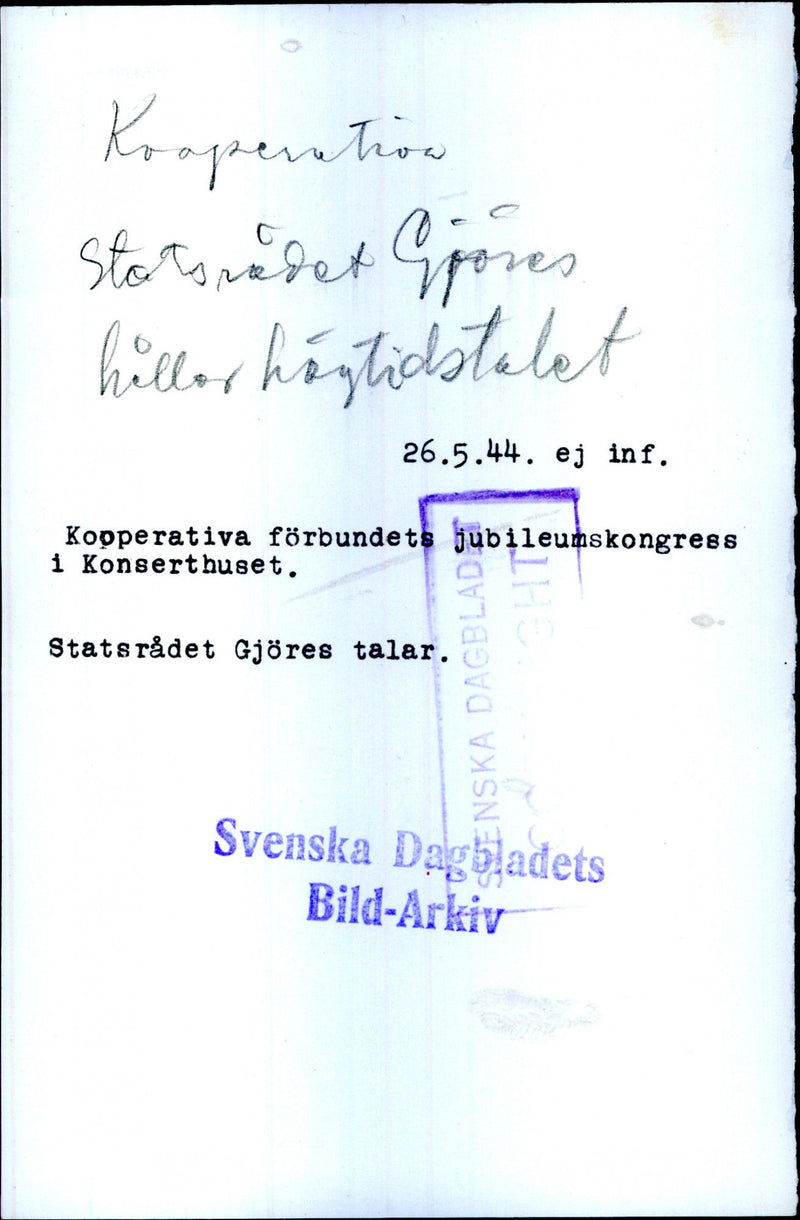 Kooperativa
Statsrådet Gjöres
håller högtidstalet
26.5.44. ej inf.
Kooperativa förbundets jubileumskongress
i Konserthuset.
Statsrådet Gjöres talar.
SVENSKA DAGBLADET
Svenska Dagbladets
Bild-Arkiv